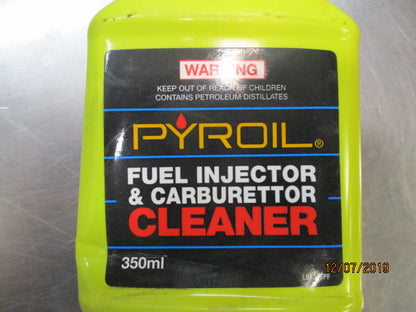 WARNING
KEEP OUT OF REACH OF CHILDREN
CONTAINS PETROLEUM DISTILLATES
PYROIL®
FUEL INJECTOR
& CARBURETTOR
CLEANER
350ml
12/07/2019